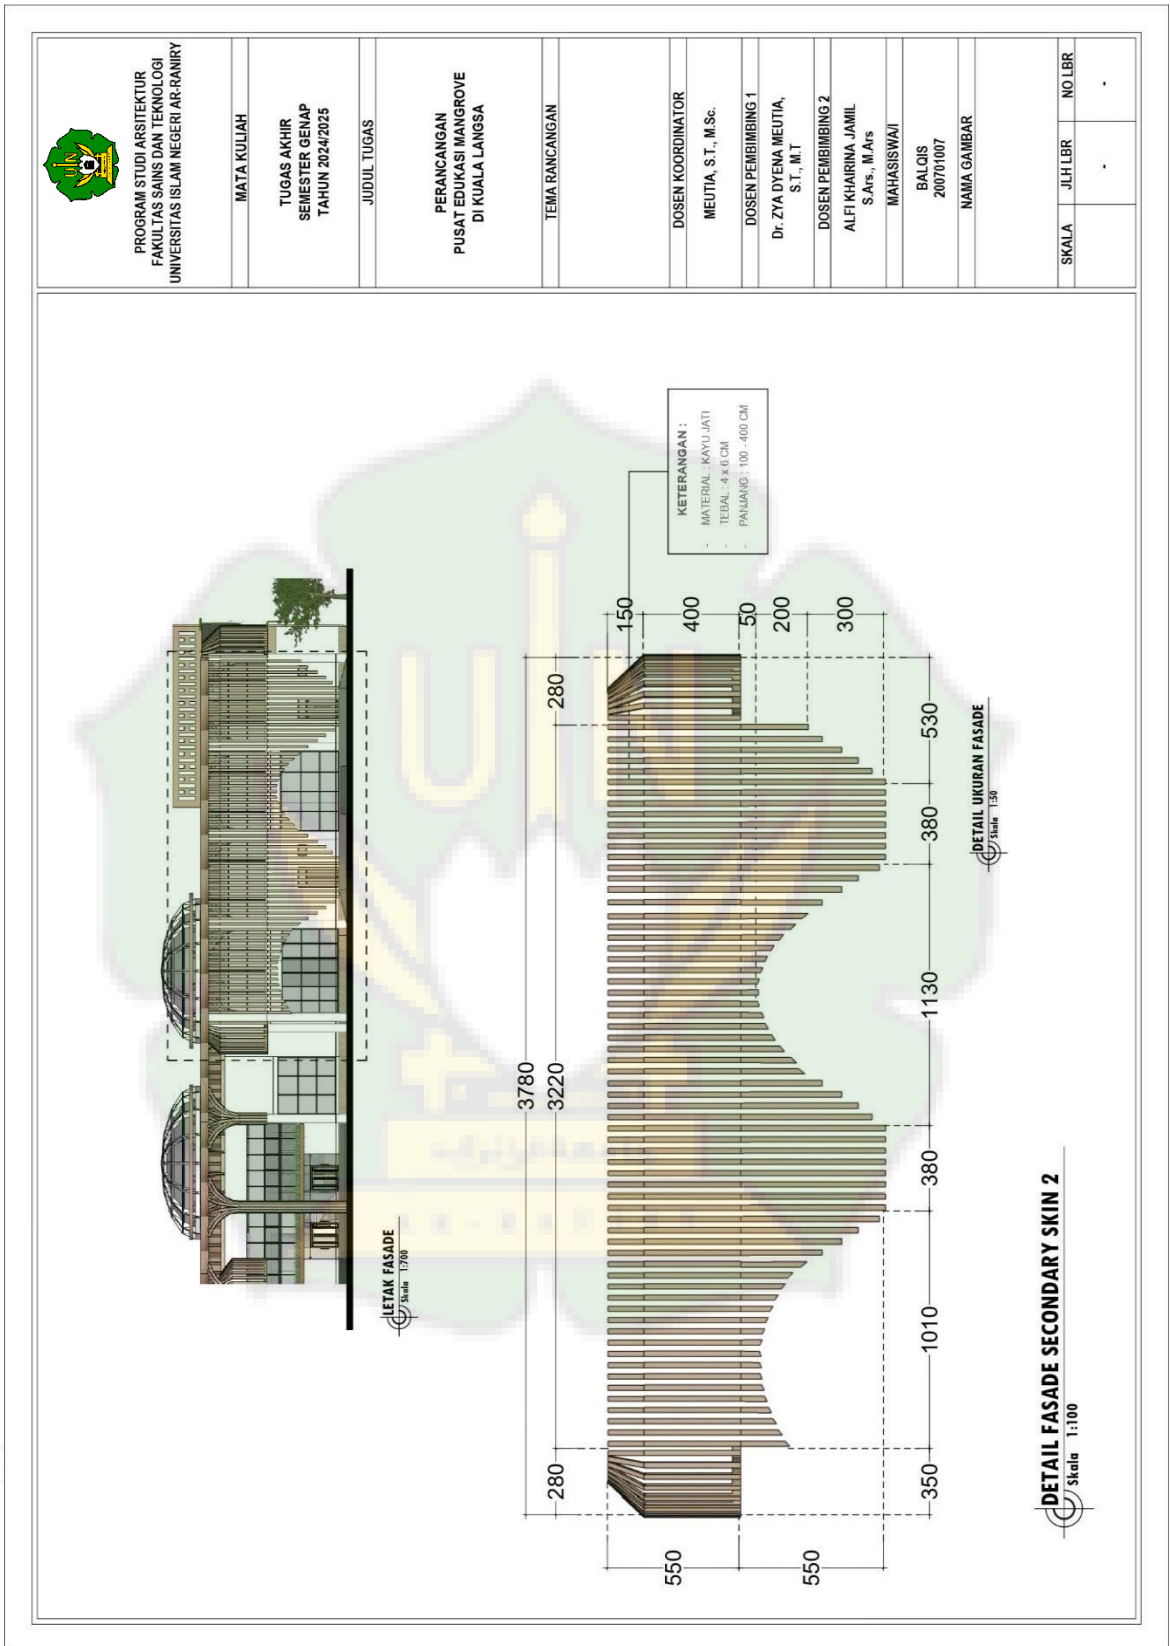 UIN
PROGRAM STUDI ARSITEKTUR
FAKULTAS SAINS DAN TEKNOLOGI
UNIVERSITAS ISLAM NEGERI AR-RANIRY
MATA KULIAH
TUGAS AKHIR
SEMESTER GENAP
TAHUN 2024/2025
JUDUL TUGAS
PERANCANGAN
PUSAT EDUKASI MANGROVE
DI KUALA LANGSA
TEMA RANCANGAN
DOSEN KOORDINATOR
MEUTIA, S.T., M.Sc.
DOSEN PEMBIMBING 1
Dr. ZYA DYENA MEUTIA,
S.T., M.T
DOSEN PEMBIMBING 2
ALFI KHAIRINA JAMIL
S.Ars., M.Ars
MAHASISWA/I
BALQIS
200701007
NAMA GAMBAR
SKALA JLH LBR NO LBR
- -
LETAK FASADE
Skala 1:700
KETERANGAN :
- MATERIAL : KAYU JATI
- TEBAL : 4 x 6 CM
- PANJANG : 100 - 400 CM
3780
280 3220 280
550
550
150
400
50
200
300
350 1010 380 1130 380 530
DETAIL UKURAN FASADE
Skala 1:50
DETAIL FASADE SECONDARY SKIN 2
Skala 1:100
UIN